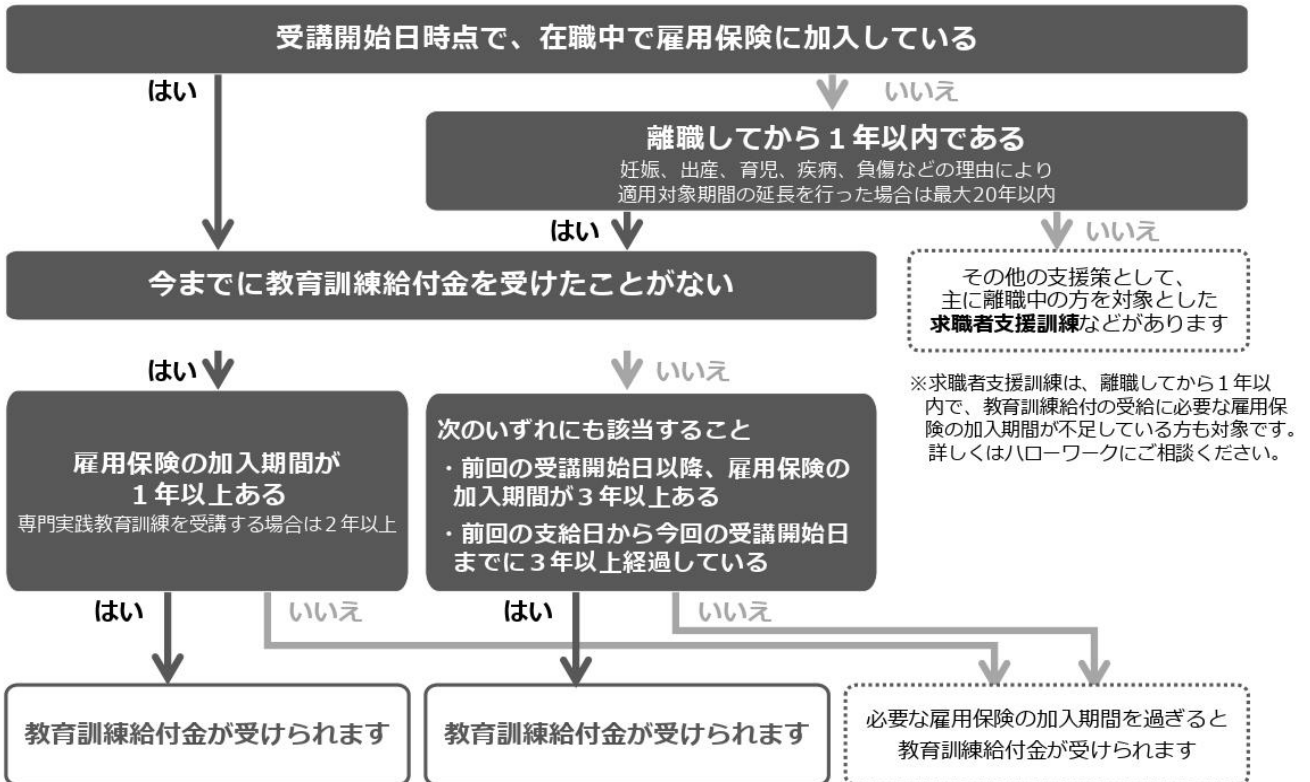 受講開始日時点で、在職中で雇用保険に加入している
はい
いいえ
離職してから１年以内である
妊娠、出産、育児、疾病、負傷などの理由により
適用対象期間の延長を行った場合は最大20年以内
はい
いいえ
今までに教育訓練給付金を受けたことがない
その他の支援策として、
主に離職中の方を対象とした
求職者支援訓練などがあります
はい
いいえ
※求職者支援訓練は、離職してから１年以
内で、教育訓練給付の受給に必要な雇用保
険の加入期間が不足している方も対象です。
詳しくはハローワークにご相談ください。
雇用保険の加入期間が
１年以上ある
専門実践教育訓練を受講する場合は２年以上
次のいずれにも該当すること
・前回の受講開始日以降、雇用保険の
加入期間が３年以上ある
・前回の支給日から今回の受講開始日
までに３年以上経過している
はい
いいえ
はい
いいえ
教育訓練給付金が受けられます
教育訓練給付金が受けられます
必要な雇用保険の加入期間を過ぎると
教育訓練給付金が受けられます